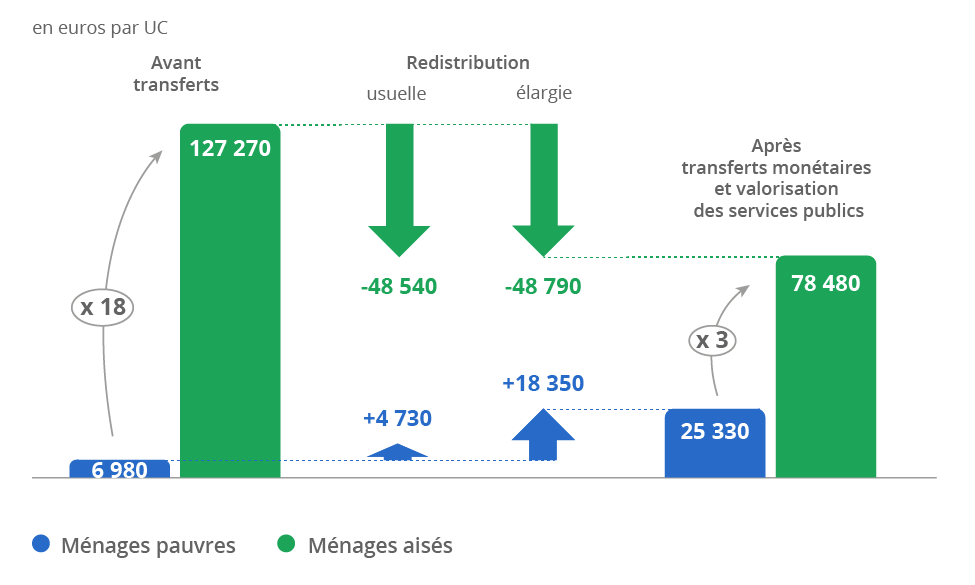 en euros par UC
Avant
transferts
Redistribution
usuelle
élargie
127 270
Après
transferts monétaires
et valorisation
des services publics
x 18
-48 540
-48 790
78 480
x 3
+18 350
+4 730
25 330
6 980
Ménages pauvres
Ménages aisés